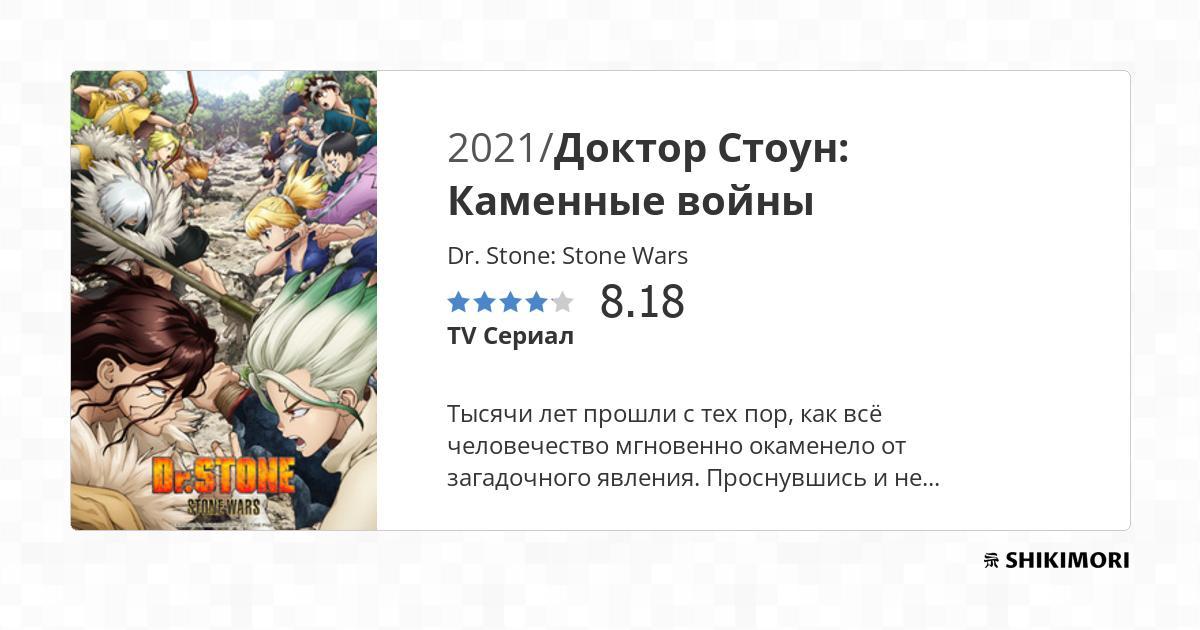 2021/Доктор Стоун:
Каменные войны
Dr. Stone: Stone Wars
8.18
TV Сериал
Тысячи лет прошли с тех пор, как всё
человечество мгновенно окаменело от
загадочного явления. Проснувшись и не...
Dr.STONE
STONE WARS
SHIKIMORI